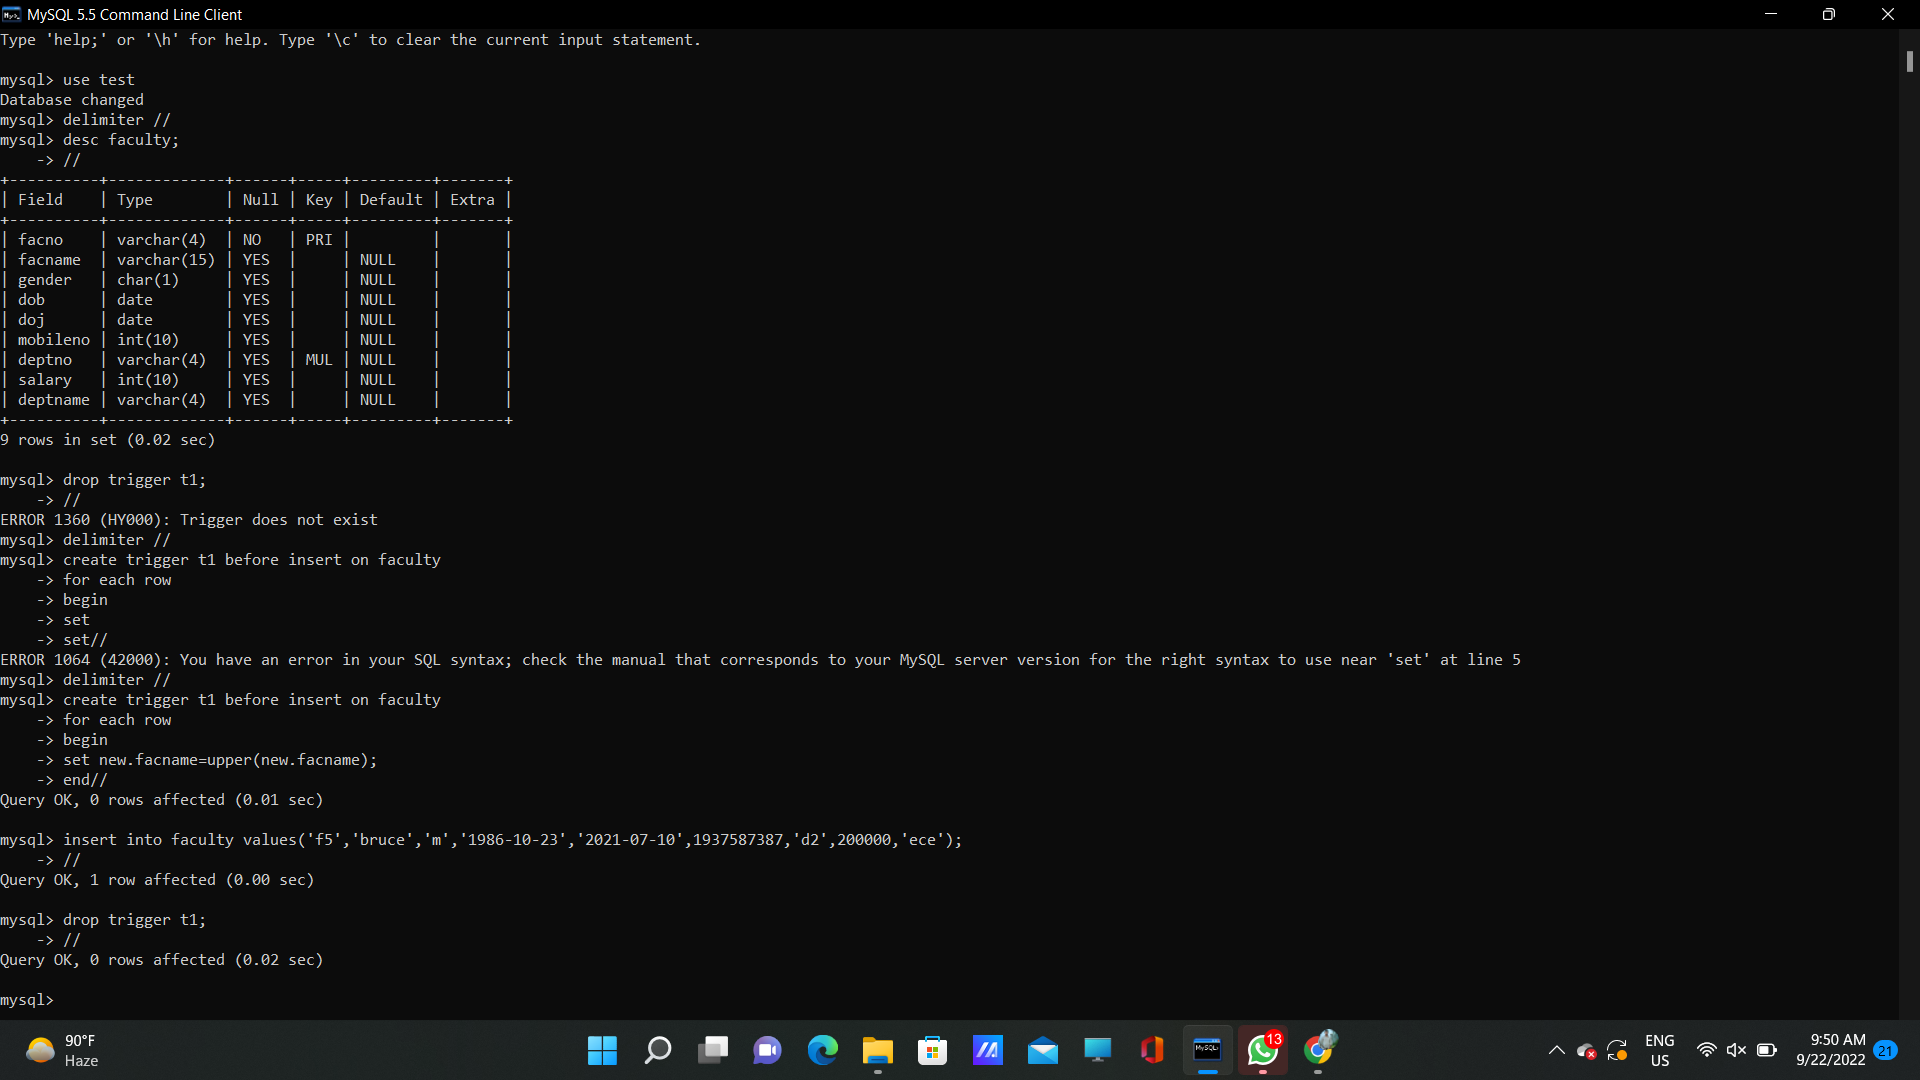 MySQL 5.5 Command Line Client
Type 'help;' or '\h' for help. Type '\c' to clear the current input statement.
mysql> use test
Database changed
mysql> delimiter //
mysql> desc faculty;
    -> //
+----------+-------------+------+-----+---------+-------+
| Field    | Type        | Null | Key | Default | Extra |
+----------+-------------+------+-----+---------+-------+
| facno    | varchar(4)  | NO   | PRI |         |       |
| facname  | varchar(15) | YES  |     | NULL    |       |
| gender   | char(1)     | YES  |     | NULL    |       |
| dob      | date        | YES  |     | NULL    |       |
| doj      | date        | YES  |     | NULL    |       |
| mobileno | int(10)     | YES  |     | NULL    |       |
| deptno   | varchar(4)  | YES  | MUL | NULL    |       |
| salary   | int(10)     | YES  |     | NULL    |       |
| deptname | varchar(4)  | YES  |     | NULL    |       |
+----------+-------------+------+-----+---------+-------+
9 rows in set (0.02 sec)
mysql> drop trigger t1;
    -> //
ERROR 1360 (HY000): Trigger does not exist
mysql> delimiter //
mysql> create trigger t1 before insert on faculty
    -> for each row
    -> begin
    -> set
    -> set//
ERROR 1064 (42000): You have an error in your SQL syntax; check the manual that corresponds to your MySQL server version for the right syntax to use near 'set' at line 5
mysql> delimiter //
mysql> create trigger t1 before insert on faculty
    -> for each row
    -> begin
    -> set new.facname=upper(new.facname);
    -> end//
Query OK, 0 rows affected (0.01 sec)
mysql> insert into faculty values('f5','bruce','m','1986-10-23','2021-07-10',1937587387,'d2',200000,'ece');
    -> //
Query OK, 1 row affected (0.00 sec)
mysql> drop trigger t1;
    -> //
Query OK, 0 rows affected (0.02 sec)
mysql>
90°F
Haze
13
ENG
US
9:50 AM
9/22/2022
21